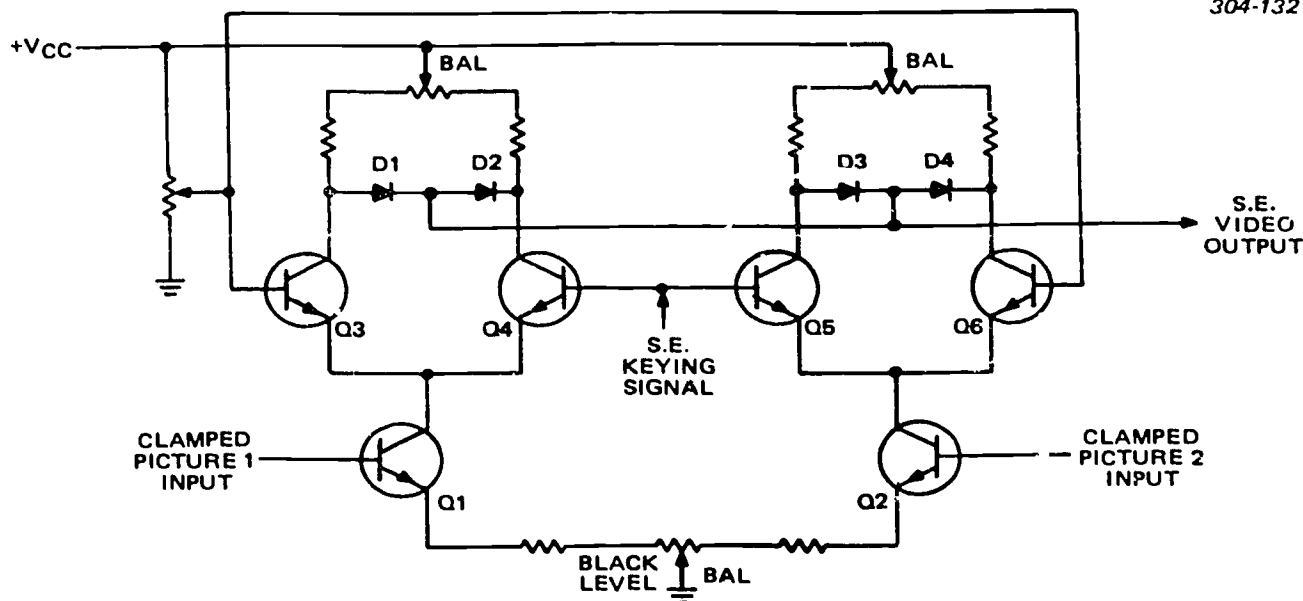 304-132
+VCC
BAL
BAL
D1
D2
D3
D4
S.E.
VIDEO
OUTPUT
Q3
Q4
Q5
Q6
S.E.
KEYING
SIGNAL
CLAMPED
PICTURE 1
INPUT
CLAMPED
PICTURE 2
INPUT
Q1
Q2
BLACK
LEVEL
BAL